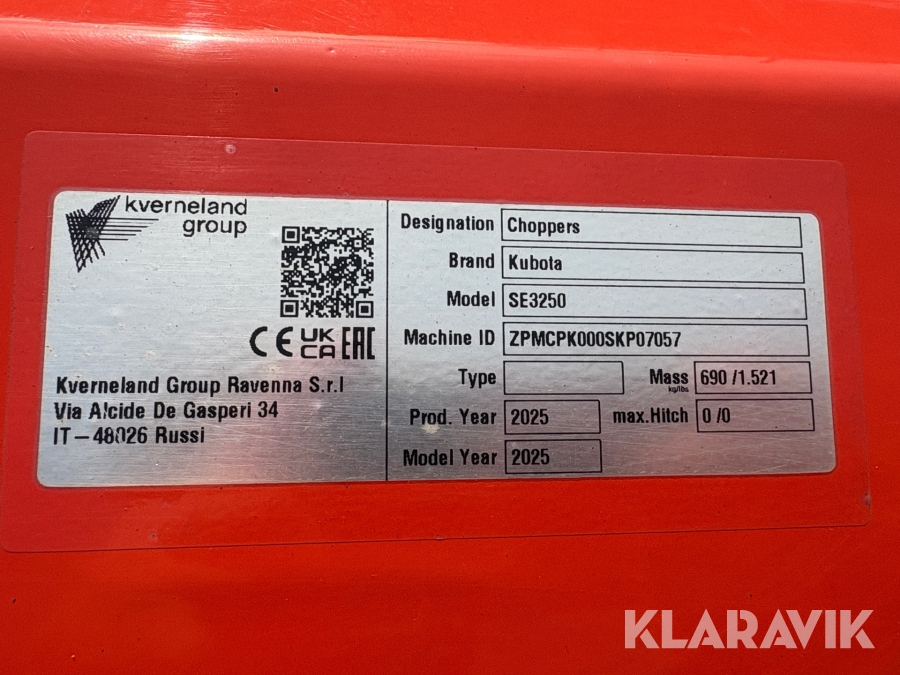 kverneland
group
CE UK CA EAC
Kverneland Group Ravenna S.r.l
Via Alcide De Gasperi 34
IT - 48026 Russi
Designation Choppers
Brand Kubota
Model SE3250
Machine ID ZPMCPK000SKP07057
Type Mass kg/lbs 690 /1.521
Prod. Year 2025 max.Hitch 0 /0
Model Year 2025
KLARAVIK